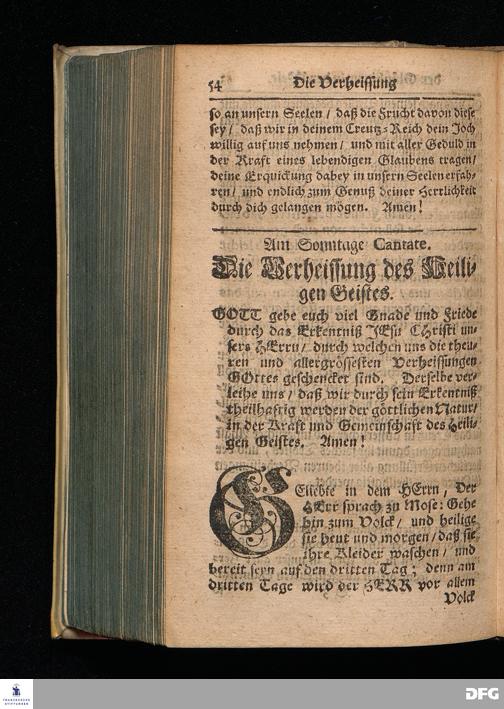 54 Die Verheissung
so an unsern Seelen / daß die Frucht davon diese
sey / daß wir in deinem Creutz-Reich dein Joch
willig auf uns nehmen / und mit aller Gedult in
der Kraft eines lebendigen Glaubens tragen /
deine Erquickung dabey in unsern Seelen erfah-
ren / und endlich zum Genuß deiner Herrlichkeit
durch dich gelangen mögen. Amen!
Am Sonntage Cantate.
Die Verheissung des Heili-
gen Geistes.
GOTT gebe euch viel Gnade und Friede
durch das Erkentniß JEsu CHristi un-
sers HErrn / durch welchen uns die theu-
ren und allergrössesten Verheissungen
GOttes geschencket sind. Derselbe ver-
leihe uns / daß wir durch sein Erkentniß
theilhaftig werden der göttlichen Natur /
in der Kraft und Gemeinschaft des Heili-
gen Geistes. Amen!
GEliebte in dem HErrn, Der
HErr sprach zu Mose: Gehe
hin zum Volck / und heilige
sie heut und morgen / daß sie
ihre Kleider waschen / und
bereit seyn auf den dritten Tag; denn am
dritten Tage wird der HERR vor allem
Volck
FRANCKESCHE
STIFTUNGEN
DFG